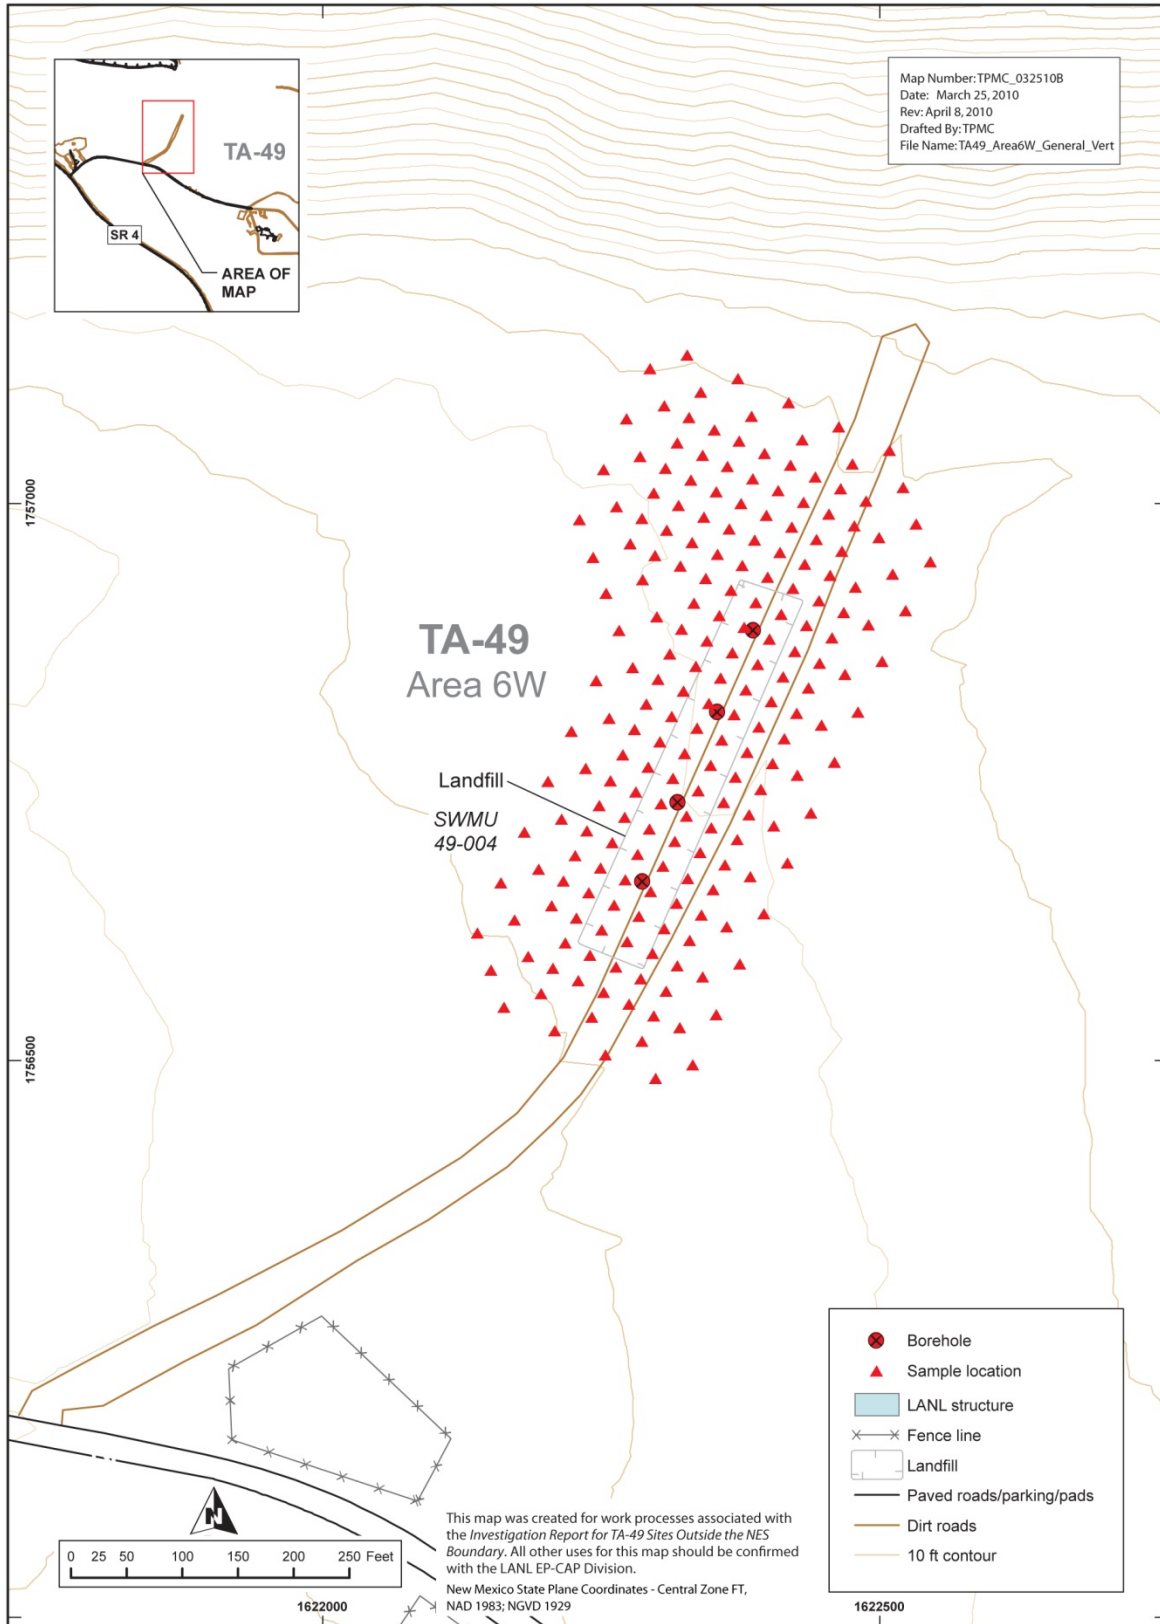 TA-49
SR 4
AREA OF
MAP
Map Number: TPMC_032510B
Date: March 25, 2010
Rev: April 8, 2010
Drafted By: TPMC
File Name: TA49_Area6W_General_Vert
1757000
TA-49
Area 6W
Landfill
SWMU
49-004
1756500
Borehole
Sample location
LANL structure
Fence line
Landfill
Paved roads/parking/pads
Dirt roads
10 ft contour
N
0 25 50 100 150 200 250 Feet
This map was created for work processes associated with
the Investigation Report for TA-49 Sites Outside the NES
Boundary. All other uses for this map should be confirmed
with the LANL EP-CAP Division.
New Mexico State Plane Coordinates - Central Zone FT,
NAD 1983; NGVD 1929
1622000
1622500